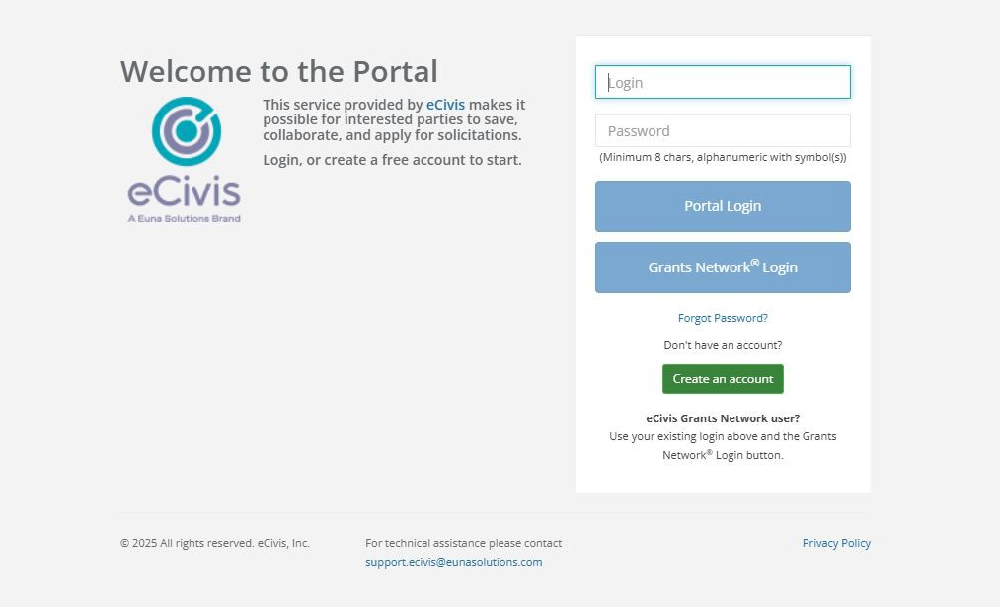 Welcome to the Portal
eCivis
A Euna Solutions Brand
This service provided by eCivis makes it
possible for interested parties to save,
collaborate, and apply for solicitations.
Login, or create a free account to start.
Login
Password
(Minimum 8 chars, alphanumeric with symbol(s))
Portal Login
Grants Network® Login
Forgot Password?
Don't have an account?
Create an account
eCivis Grants Network user?
Use your existing login above and the Grants
Network® Login button.
© 2025 All rights reserved. eCivis, Inc.
For technical assistance please contact
support.ecivis@eunasolutions.com
Privacy Policy